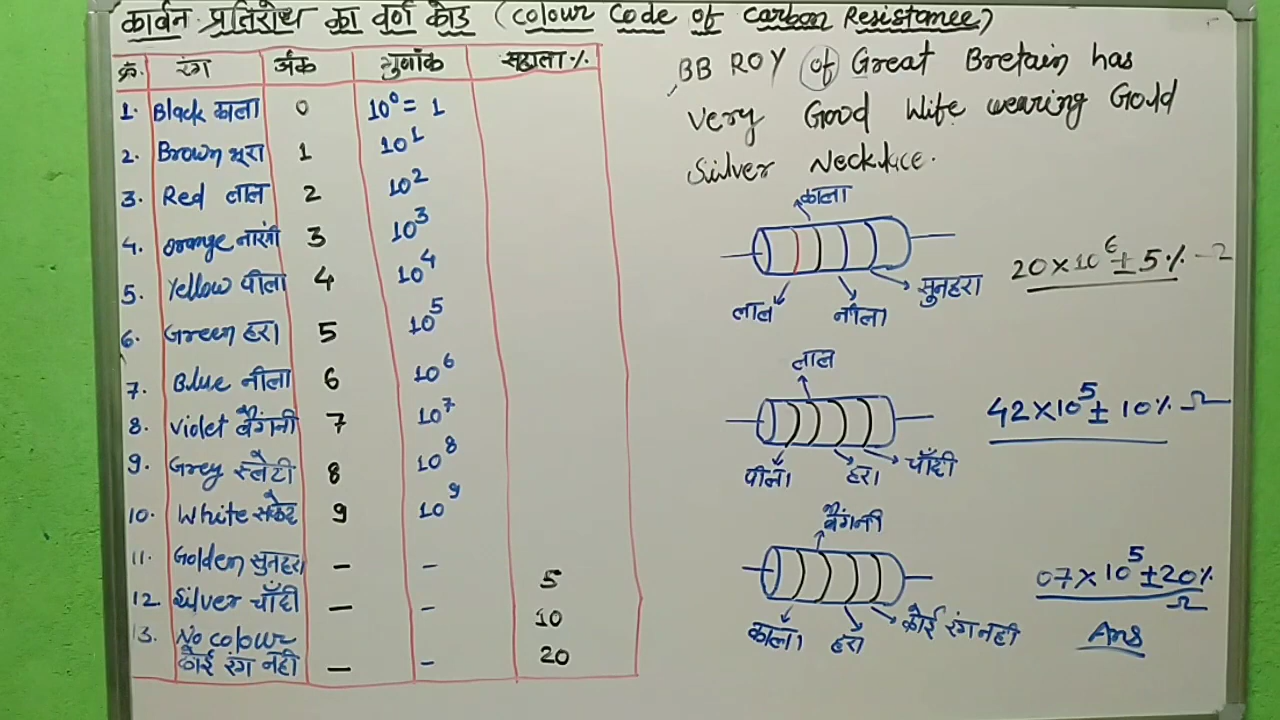 कार्बन प्रतिरोध का वर्ण कोड (Colour Code of Carbon Resistance)
क्र. रंग अंक गुणांक सह्यता %
1. Black काला 0 10⁰ = 1
2. Brown भूरा 1 10¹
3. Red लाल 2 10²
4. Orange नारंगी 3 10³
5. Yellow पीला 4 10⁴
6. Green हरा 5 10⁵
7. Blue नीला 6 10⁶
8. Violet बैंगनी 7 10⁷
9. Grey स्लेटी 8 10⁸
10. White सफेद 9 10⁹
11. Golden सुनहरा - - 5
12. Silver चाँदी - - 10
13. No colour
कोई रंग नही - - 20
BB ROY of Great Bretain has
Very Good Wife wearing Gold
Silver Necklace.
काला
लाल
नीला
सुनहरा
20×10⁶ ± 5% Ω
लाल
पीला
हरा
चाँदी
42×10⁵ ± 10% Ω
बैंगनी
काला
हरा
कोई रंग नही
07×10⁵ ± 20%
Ω
Ans